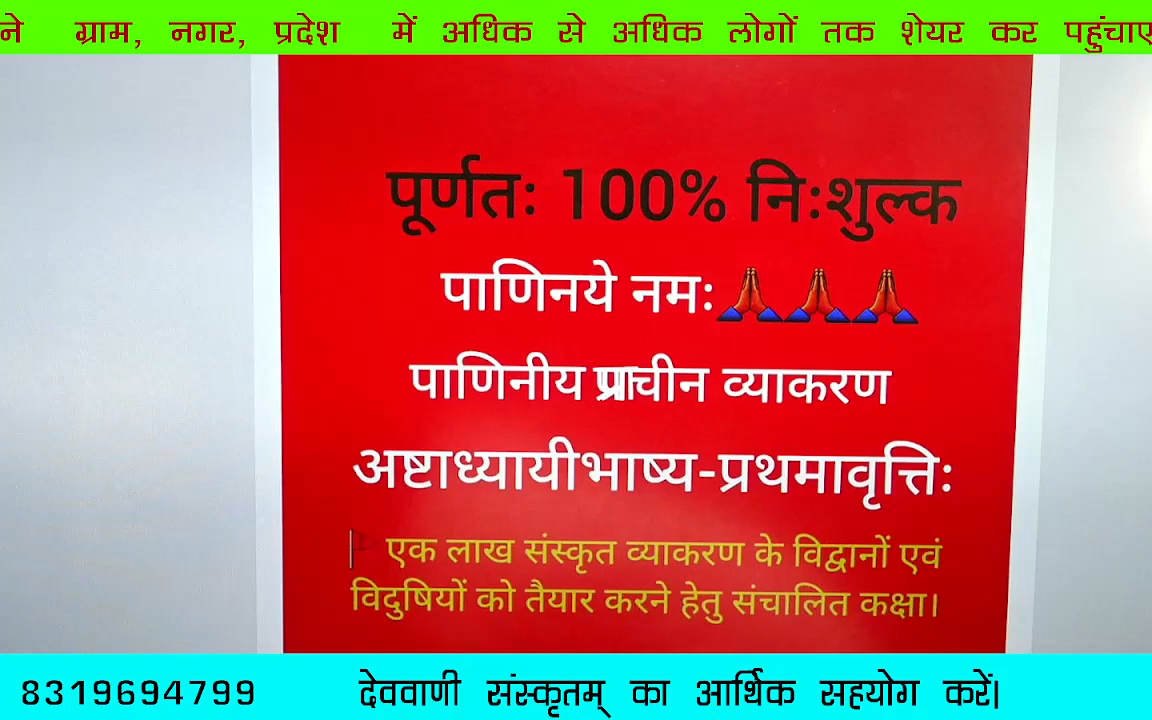 ने ग्राम, नगर, प्रदेश में अधिक से अधिक लोगों तक शेयर कर पहुंचाए
पूर्णतः 100% निःशुल्क
पाणिनये नमः🙏🙏🙏
पाणिनीय प्राचीन व्याकरण
अष्टाध्यायीभाष्य-प्रथमावृत्तिः
एक लाख संस्कृत व्याकरण के विद्वानों एवं
विदुषियों को तैयार करने हेतु संचालित कक्षा।
8319694799 देववाणी संस्कृतम् का आर्थिक सहयोग करें।